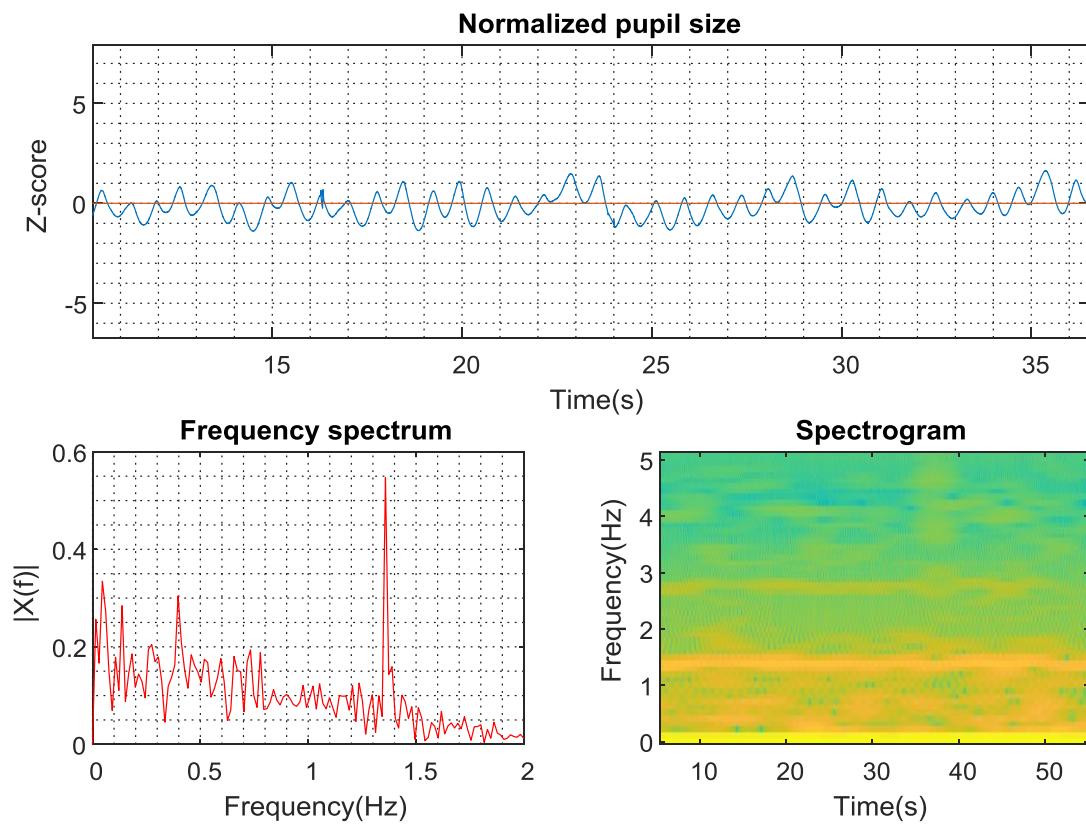 Normalized pupil size
5
0
-5
Z-score
15 20 25 30 35
Time(s)
Frequency spectrum
0.6
0.4
0.2
0
|X(f)|
0 0.5 1 1.5 2
Frequency(Hz)
Spectrogram
5
4
3
2
1
0
Frequency(Hz)
10 20 30 40 50
Time(s)